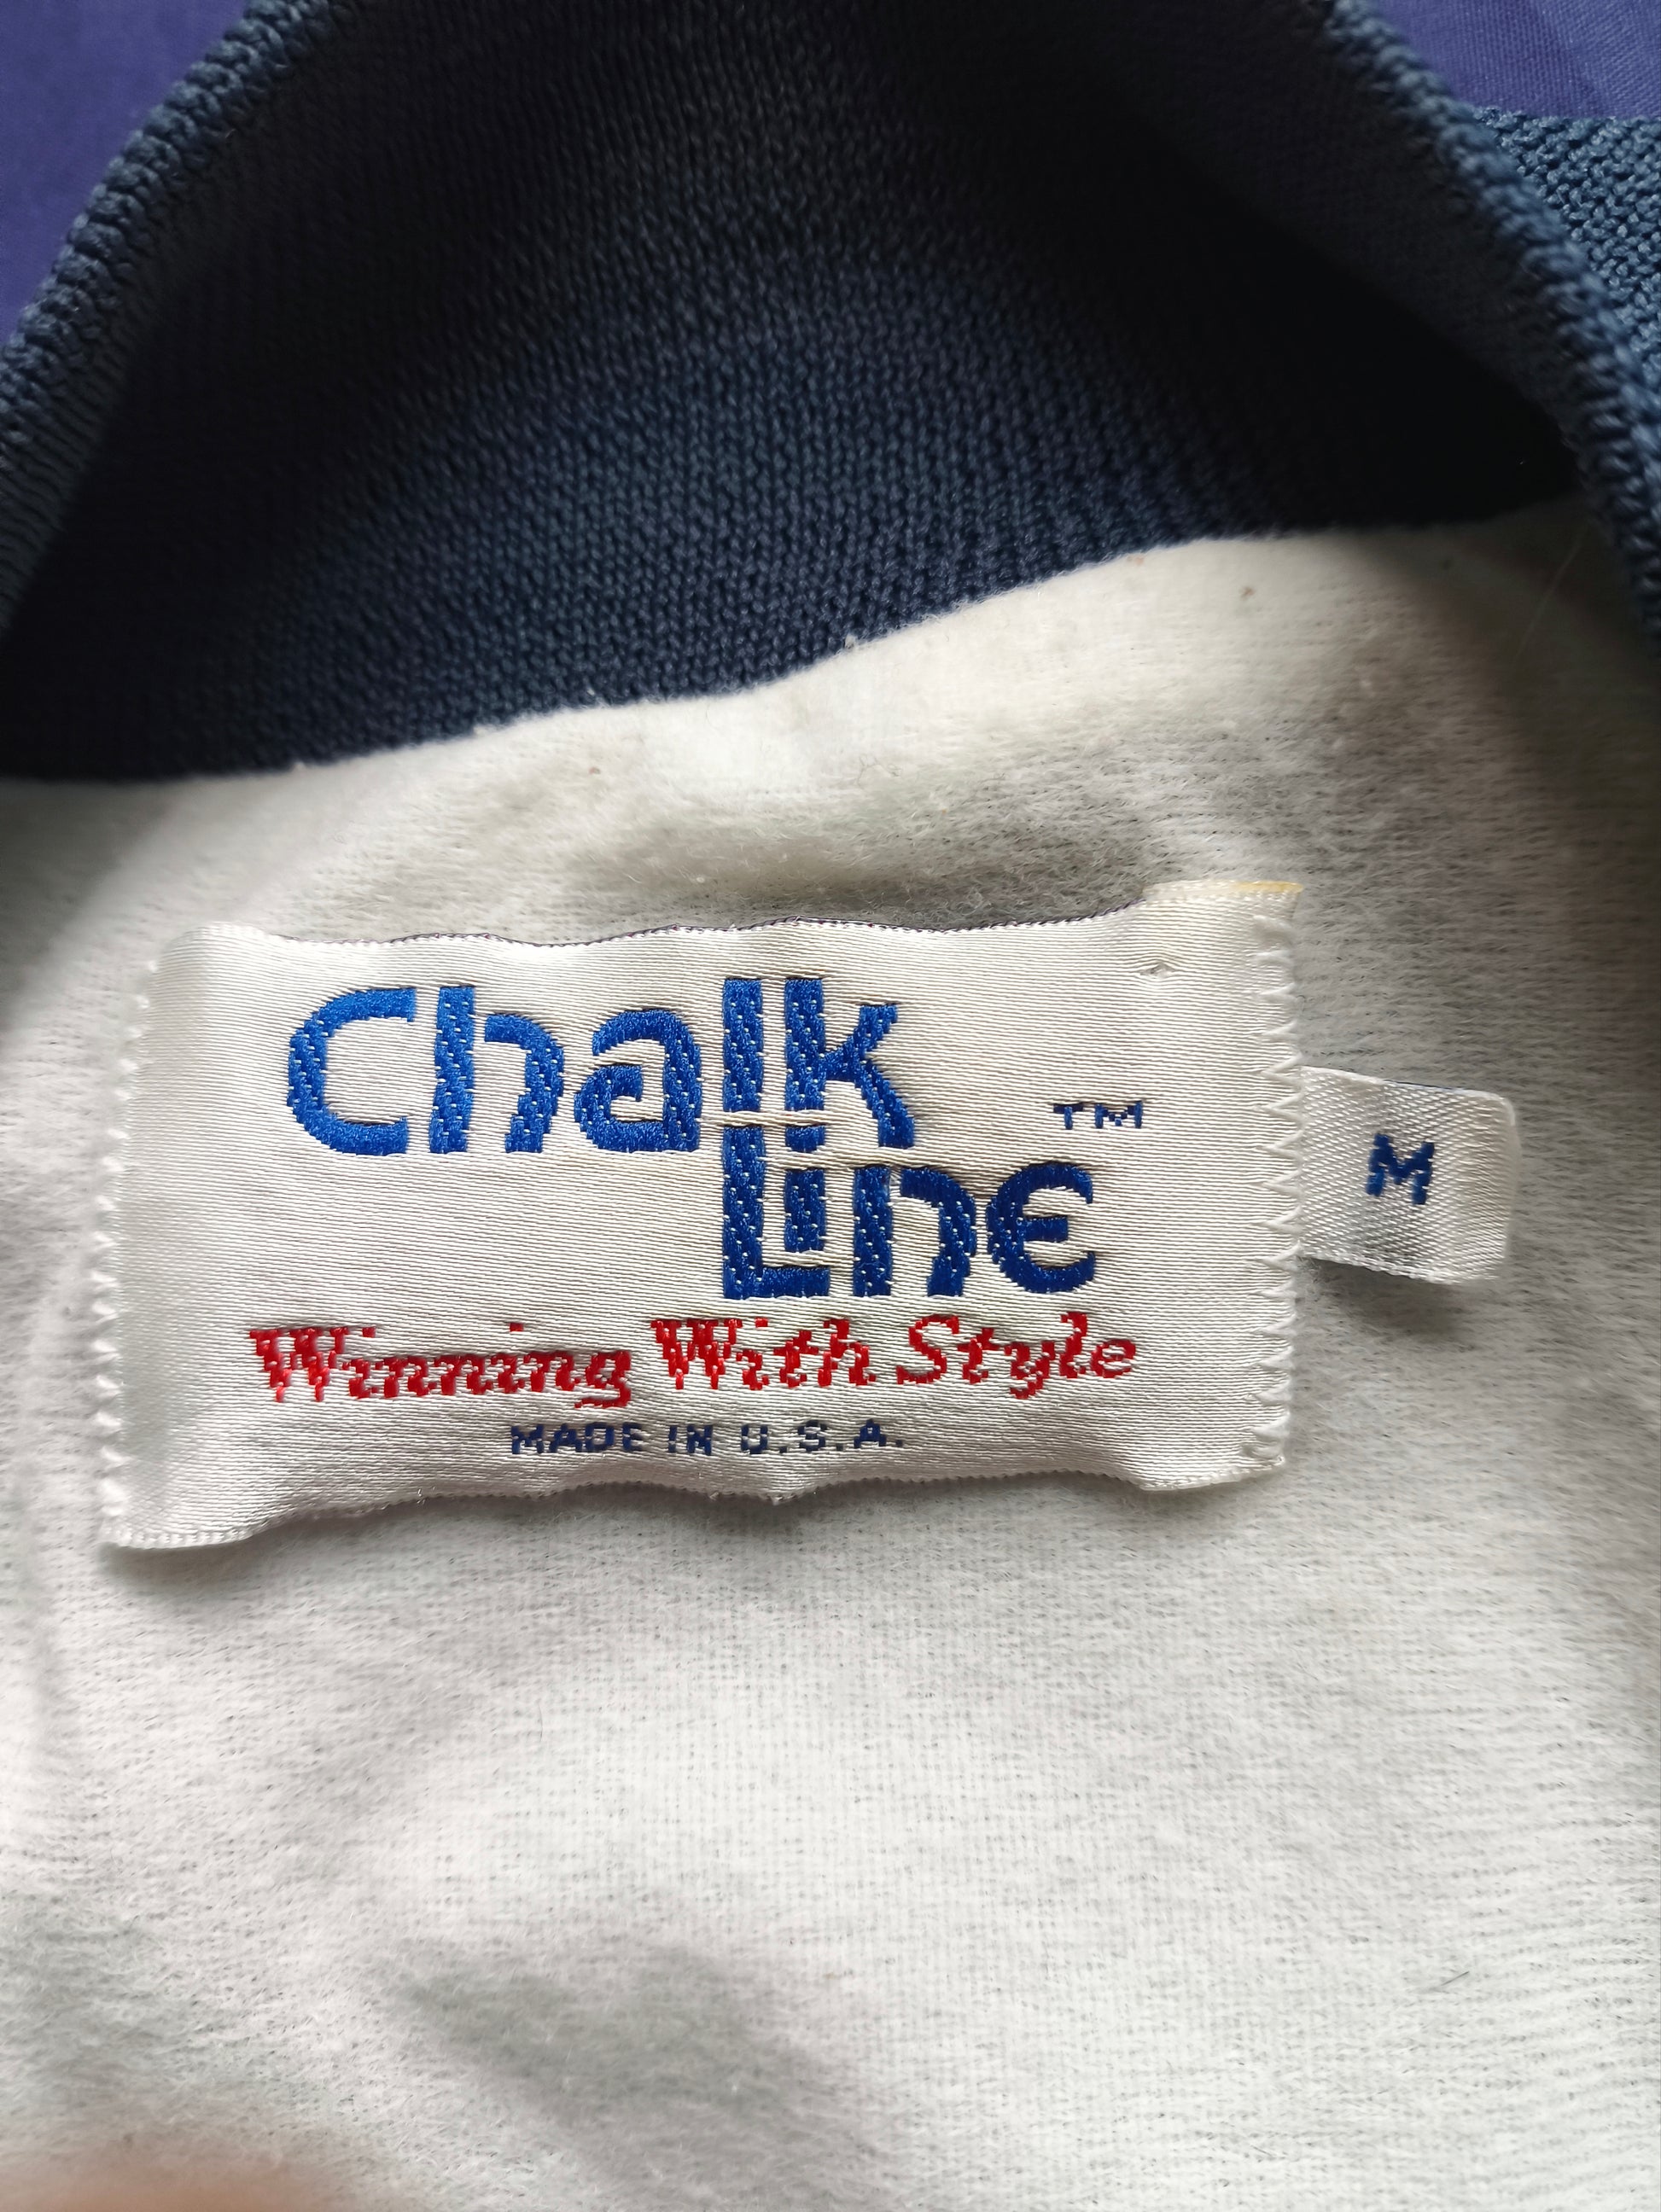 Chalk
Line ™
Winning With Style
MADE IN U.S.A.
M